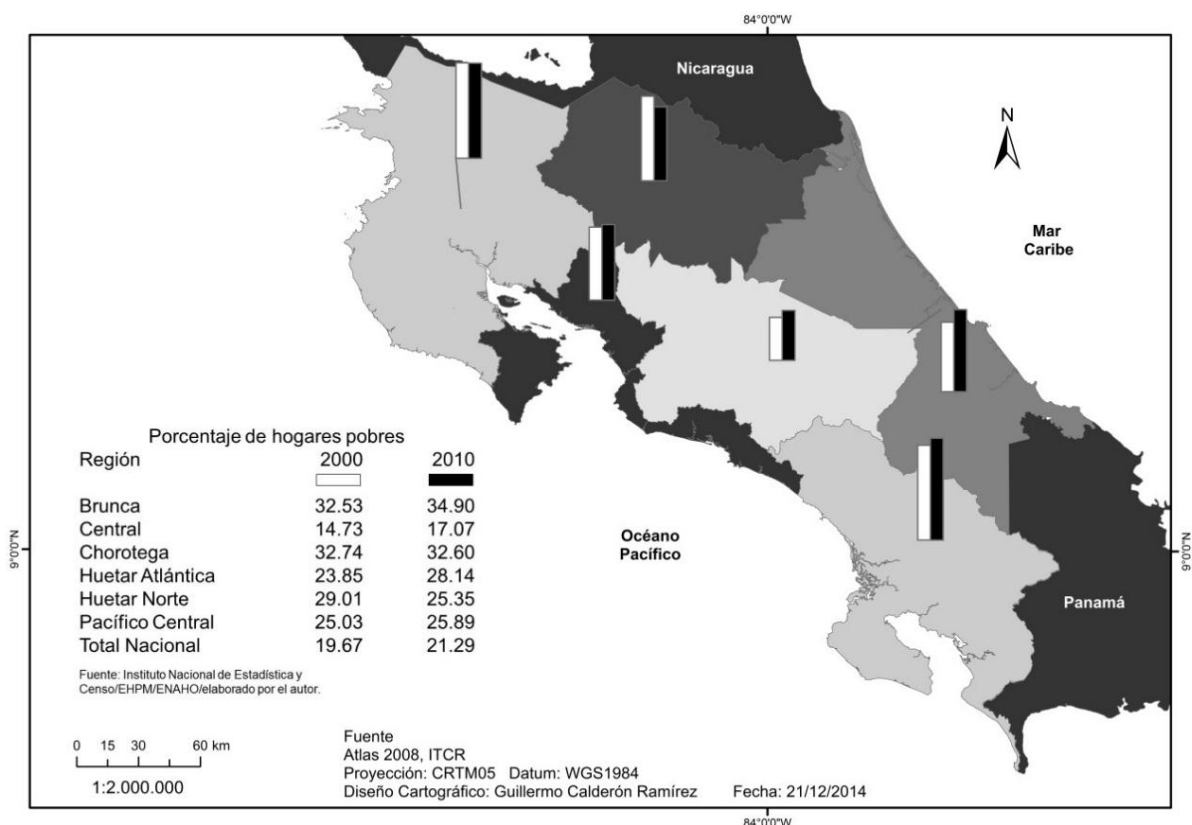 84°0'0"W
Nicaragua
N
Mar
Caribe
Porcentaje de hogares pobres
Región 2000 2010
Brunca 32.53 34.90
Central 14.73 17.07
Chorotega 32.74 32.60
Huetar Atlántica 23.85 28.14
Huetar Norte 29.01 25.35
Pacífico Central 25.03 25.89
Total Nacional 19.67 21.29
Fuente: Instituto Nacional de Estadística y
Censo/EHPM/ENAHO/elaborado por el autor.
Océano
Pacífico
9°0'0"N
9°0'0"N
Panamá
0 15 30 60 km
1:2.000.000
Fuente
Atlas 2008, ITCR
Proyección: CRTM05 Datum: WGS1984
Diseño Cartográfico: Guillermo Calderón Ramírez Fecha: 21/12/2014
84°0'0"W